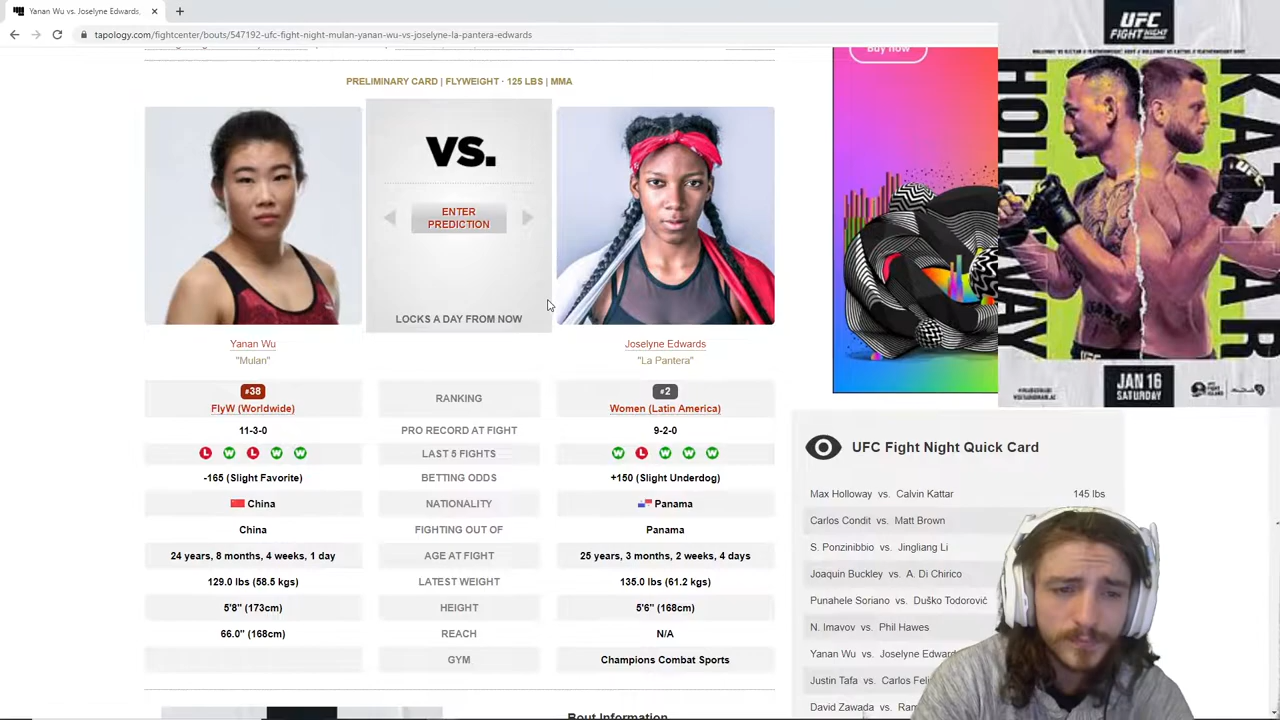 Yanan Wu vs. Joselyne Edwards,
tapology.com/fightcenter/bouts/547192-ufc-fight-night-muien-yanan-wu-vs-joselyne-edwards
Buy now
PRELIMINARY CARD | FLYWEIGHT · 125 LBS | MMA
VS.
ENTER
PREDICTION
LOCKS A DAY FROM NOW
Yanan Wu
"Mulan"
Joselyne Edwards
"La Pantera"
#38
FlyW (Worldwide)
RANKING
#2
Women (Latin America)
11-3-0
PRO RECORD AT FIGHT
9-2-0
L W L W W
LAST 5 FIGHTS
W L W W W
-165 (Slight Favorite)
BETTING ODDS
+150 (Slight Underdog)
China
NATIONALITY
Panama
China
FIGHTING OUT OF
Panama
24 years, 8 months, 4 weeks, 1 day
AGE AT FIGHT
25 years, 3 months, 2 weeks, 4 days
129.0 lbs (58.5 kgs)
LATEST WEIGHT
135.0 lbs (61.2 kgs)
5'8" (173cm)
HEIGHT
5'6" (168cm)
66.0" (168cm)
REACH
N/A
GYM
Champions Combat Sports
Bout Information
UFC
FIGHT NIGHT
HOLLOWAY
KATTAR
UFC
JAN 16
SATURDAY
UFC Fight Night Quick Card
Max Holloway vs. Calvin Kattar 145 lbs
Carlos Condit vs. Matt Brown
S. Ponzinibbio vs. Jingliang Li
Joaquin Buckley vs. A. Di Chirico
Punahele Soriano vs. Duško Todorović
N. Imavov vs. Phil Hawes
Yanan Wu vs. Joselyne Edward
Justin Tafa vs. Carlos Feli
David Zawada vs. Ram